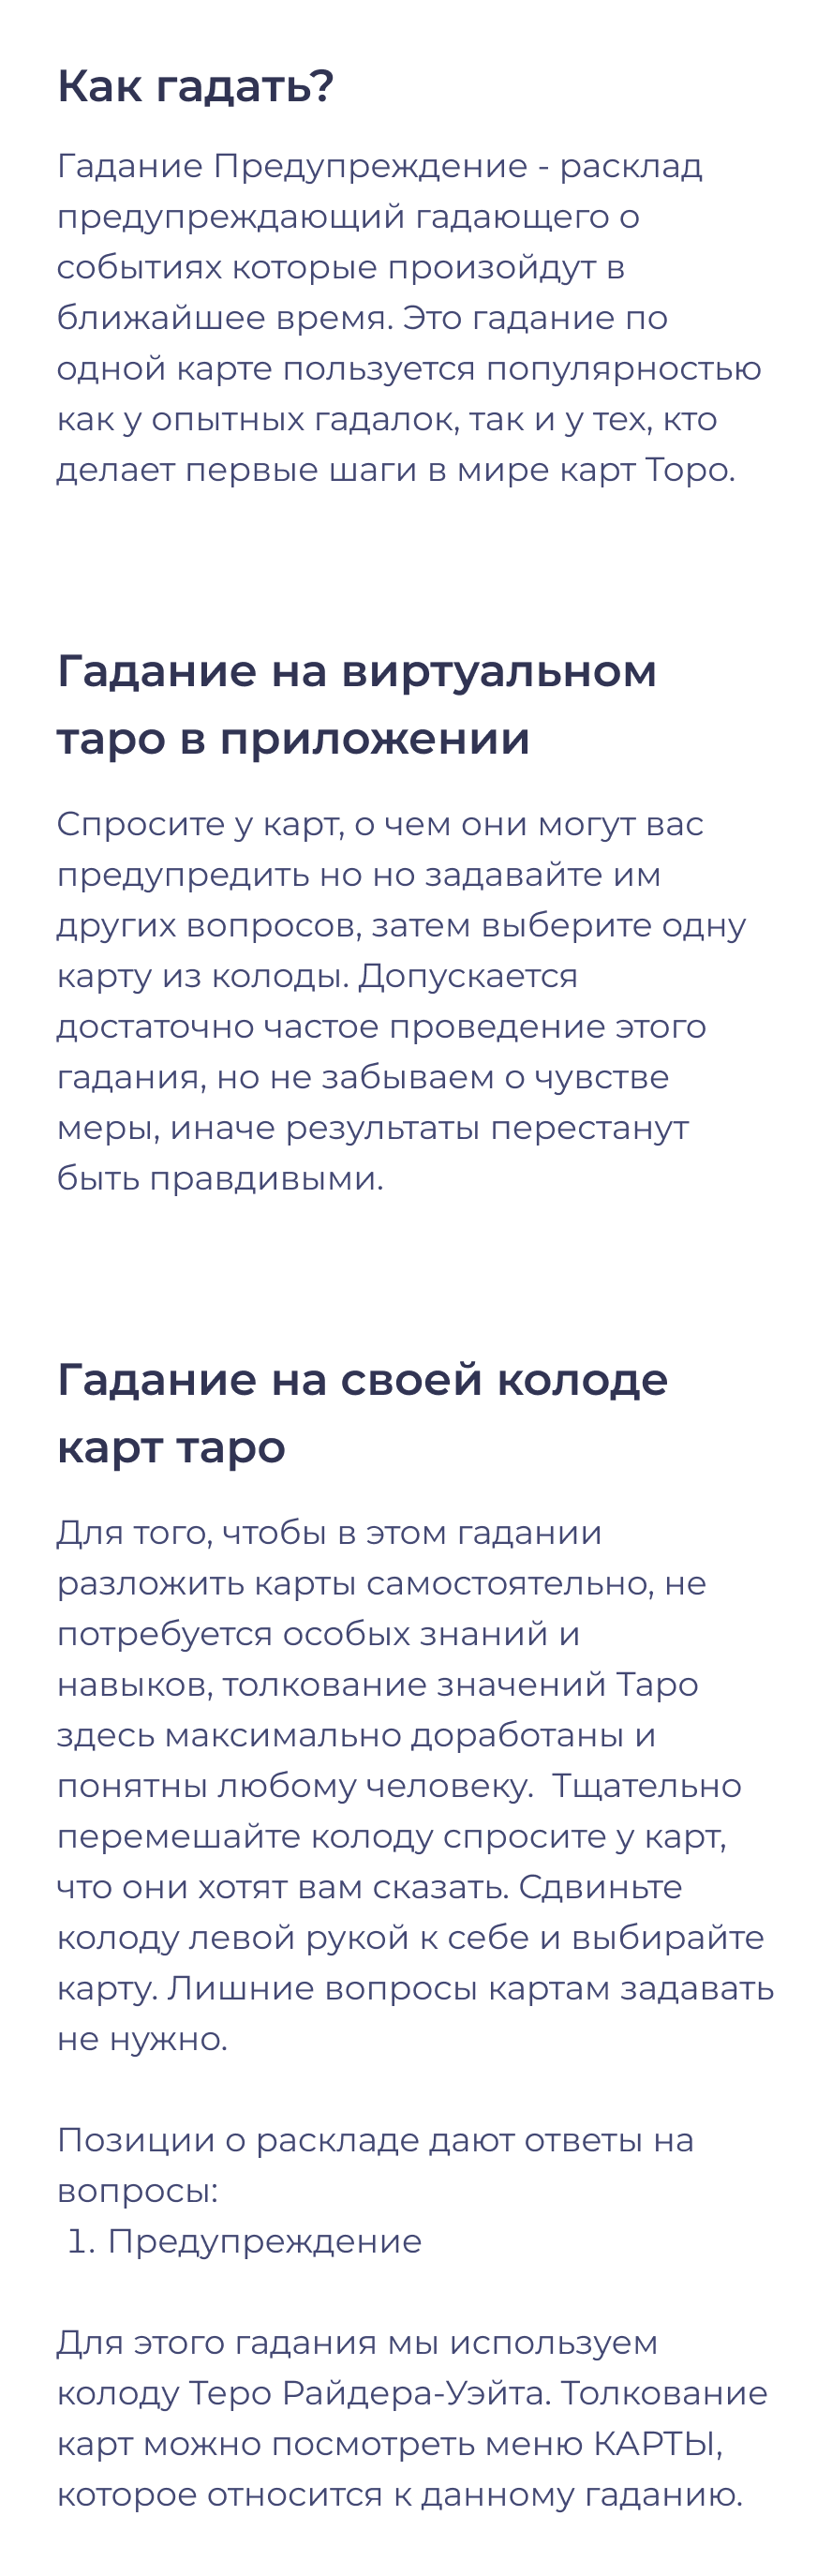 Как гадать?
Гадание Предупреждение - расклад
предупреждающий гадающего о
событиях которые произойдут в
ближайшее время. Это гадание по
одной карте пользуется популярностью
как у опытных гадалок, так и у тех, кто
делает первые шаги в мире карт Торо.
Гадание на виртуальном
таро в приложении
Спросите у карт, о чем они могут вас
предупредить но но задавайте им
других вопросов, затем выберите одну
карту из колоды. Допускается
достаточно частое проведение этого
гадания, но не забываем о чувстве
меры, иначе результаты перестанут
быть правдивыми.
Гадание на своей колоде
карт таро
Для того, чтобы в этом гадании
разложить карты самостоятельно, не
потребуется особых знаний и
навыков, толкование значений Таро
здесь максимально доработаны и
понятны любому человеку.  Тщательно
перемешайте колоду спросите у карт,
что они хотят вам сказать. Сдвиньте
колоду левой рукой к себе и выбирайте
карту. Лишние вопросы картам задавать
не нужно.
Позиции о раскладе дают ответы на
вопросы:
1. Предупреждение
Для этого гадания мы используем
колоду Теро Райдера-Уэйта. Толкование
карт можно посмотреть меню КАРТЫ,
которое относится к данному гаданию.